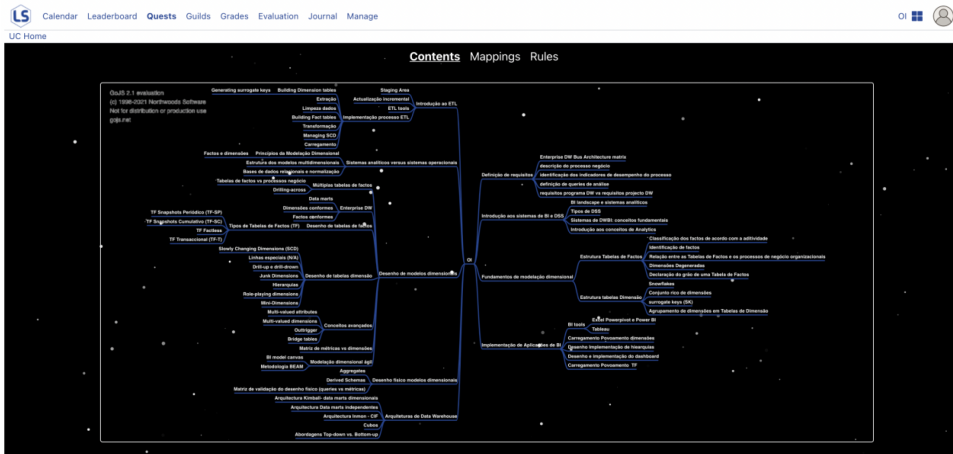 LS Calendar Leaderboard Quests Guilds Grades Evaluation Journal Manage OI
UC Home
Contents Mappings Rules
GoJS 2.1 evaluation
(c) 1998-2021 Northwoods Software
Not for distribution or production use
gojs.net
Generating surrogate keys
Building Dimension tables
Extração
Limpeza dados
Building Fact tables
Transformação
Managing SCD
Carregamento
Staging Area
Actualização incremental
ETL tools
Implementação processo ETL
Introdução ao ETL
Factos e dimensões
Princípios da Modelação Dimensional
Estrutura dos modelos multidimensionais
Bases de dados relacionais e normalização
Sistemas analíticos versus sistemas operacionais
Tabelas de factos vs processos negócio
Drilling-across
Múltiplas tabelas de factos
Data marts
Dimensões conformes
Factos conformes
Enterprise DW
TF Snapshots Periódico (TF-SP)
TF Snapshots Cumulativo (TF-SC)
TF Factless
TF Transaccional (TF-T)
Tipos de Tabelas de Factos (TF)
Desenho de tabelas de factos
Slowly Changing Dimensions (SCD)
Linhas especiais (N/A)
Drill-up e drill-drown
Junk Dimensions
Hierarquias
Role-playing dimensions
Mini-Dimensions
Desenho de tabelas dimensão
Desenho de modelos dimensionais
Multi-valued attributes
Multi-valued dimensions
Outrigger
Bridge tables
Conceitos avançados
Matriz de métricas vs dimensões
BI model canvas
Metodologia BEAM
Modelação dimensional ágil
Aggregates
Derived Schemas
Matriz de validação do desenho físico (queries vs métricas)
Desenho físico modelos dimensionais
Arquitectura Kimball- data marts dimensionais
Arquitectura Data marts independentes
Arquitectura Inmon - CIF
Cubos
Abordagens Top-down vs. Bottom-up
Arquiteturas de Data Warehouse
OI
Definição de requisitos
Enterprise DW Bus Architecture matrix
descrição do processo negócio
Identificação dos indicadores de desempenho do processo
definição de queries de análise
requisitos programa DW vs requisitos projecto DW
Introdução aos sistemas de BI e DSS
BI landscape e sistemas analíticos
Tipos de DSS
Sistemas de DWBI: conceitos fundamentais
Introdução aos conceitos de Analytics
Fundamentos de modelação dimensional
Estrutura Tabelas de Factos
Classificação dos factos de acordo com a aditividade
Identificação de factos
Relação entre as Tabelas de Factos e os processos de negócio organizacionais
Dimensões Degeneradas
Declaração do grão de uma Tabela de Factos
Estrutura tabelas Dimensão
Snowflakes
Conjunto rico de dimensões
surrogate keys (SK)
Agrupamento de dimensões em Tabelas de Dimensão
Implementação de Aplicações de BI
BI tools
Excel Powerpivot e Power BI
Tableau
Carregamento Povoamento dimensões
Desenho Implementação de hierarquias
Desenho e implementação do dashboard
Carregamento Povoamento TF